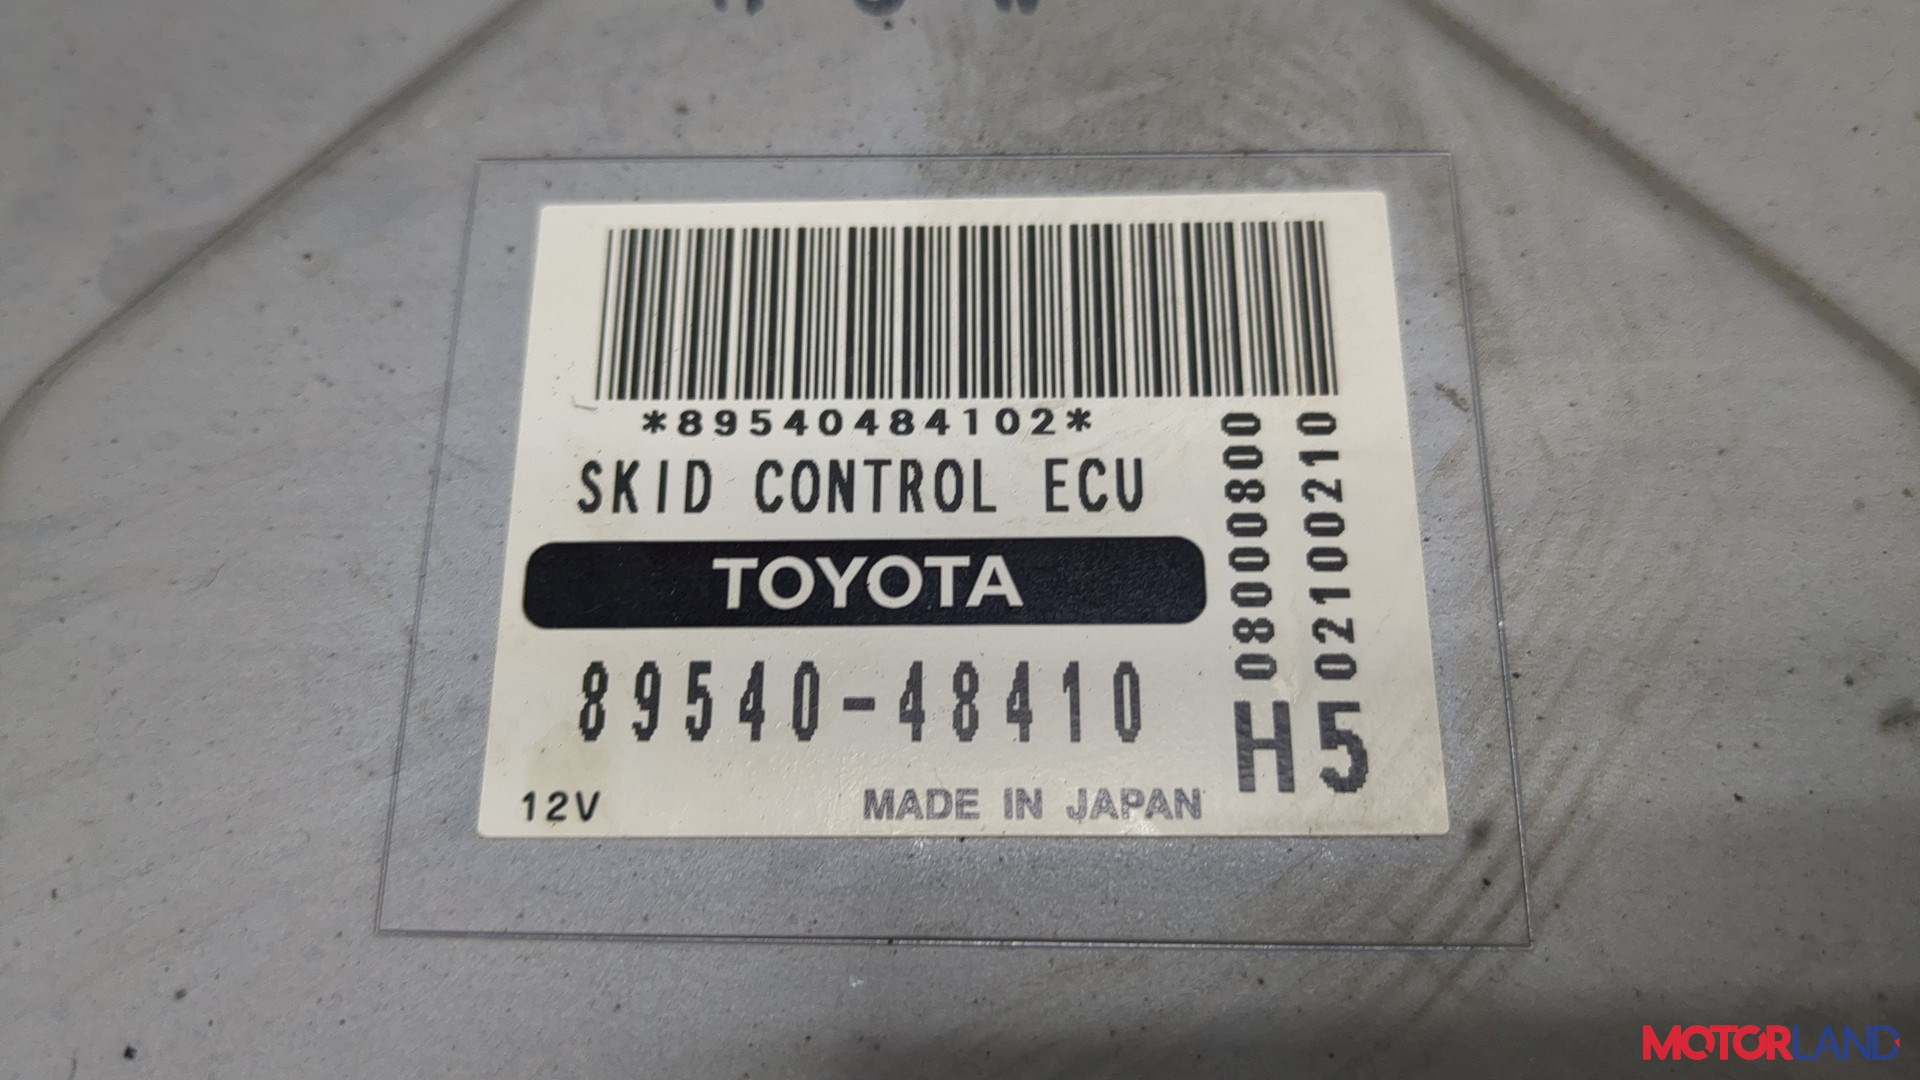 *89540484102*
SKID CONTROL ECU
TOYOTA
89540-48410
12V
MADE IN JAPAN
08000800
02100210
H5
MOTORLAND